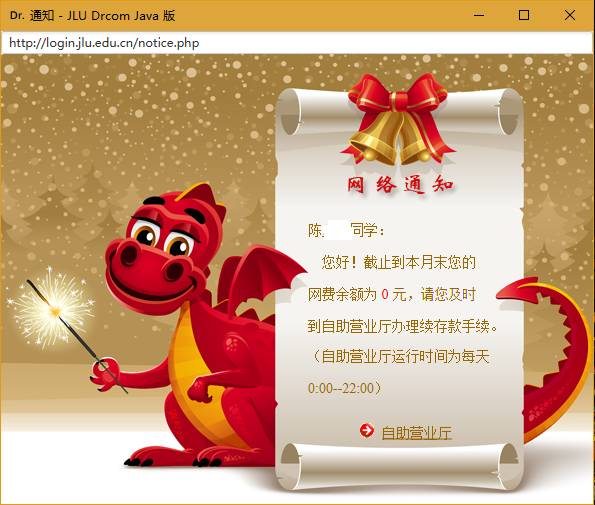 Dr. 通知 - JLU Drcom Java 版
http://login.jlu.edu.cn/notice.php
网络通知
陈 同学：
您好！截止到本月末您的
网费余额为 0 元，请您及时
到自助营业厅办理续存款手续。
（自助营业厅运行时间为每天
0:00--22:00）
自助营业厅